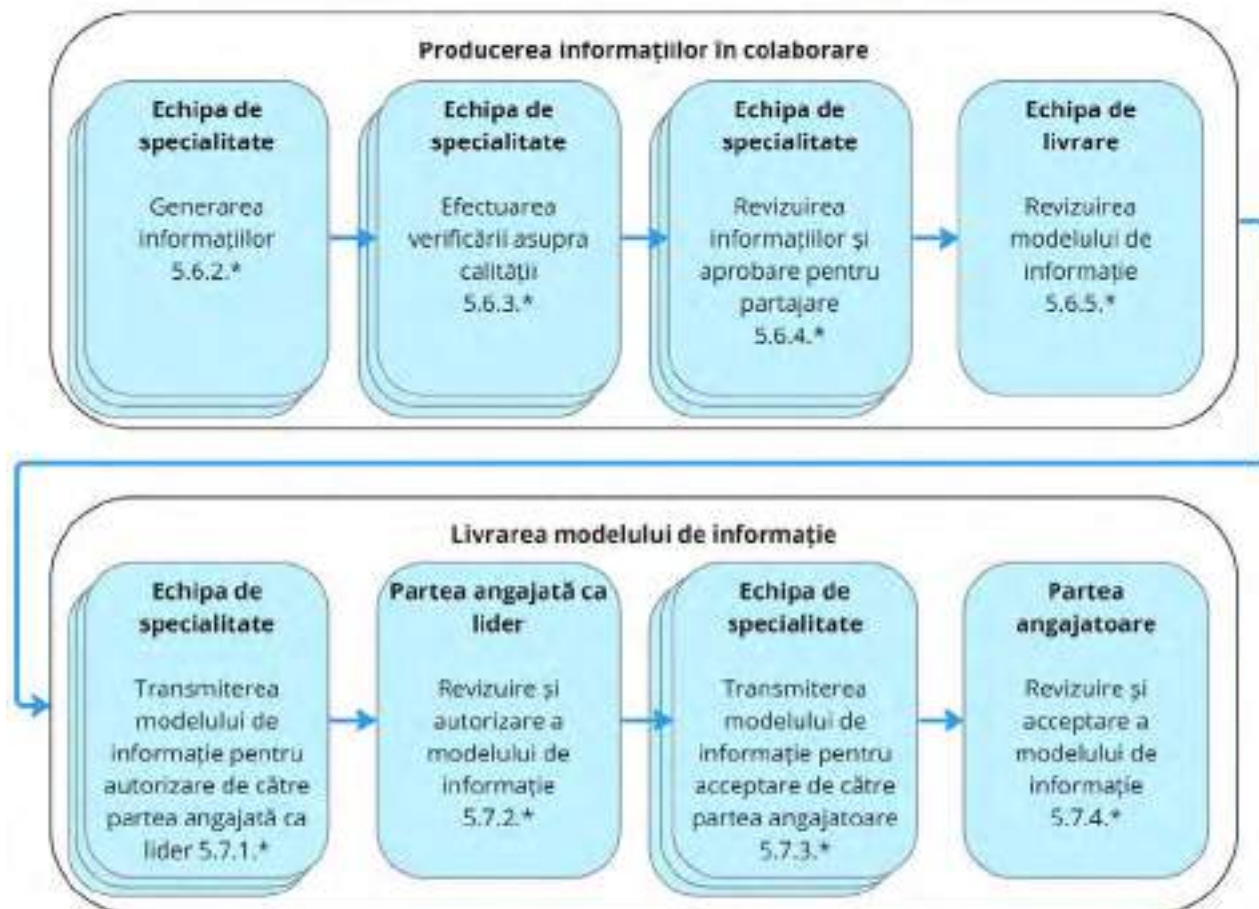 Producerea informațiilor în colaborare
Echipa de
specialitate
Generarea
informațiilor
5.6.2.*
Echipa de
specialitate
Efectuarea
verificării asupra
calității
5.6.3.*
Echipa de
specialitate
Revizuirea
informațiilor și
aprobare pentru
partajare
5.6.4.*
Echipa de
livrare
Revizuirea
modelului de
informație
5.6.5.*
Livrarea modelului de informație
Echipa de
specialitate
Transmiterea
modelului de
informație pentru
autorizare de către
partea angajată ca
lider 5.7.1.*
Partea angajată ca
lider
Revizuire și
autorizare a
modelului de
informație
5.7.2.*
Echipa de
specialitate
Transmiterea
modelului de
informație pentru
acceptare de către
partea angajatoare
5.7.3.*
Partea
angajatoare
Revizuire și
acceptare a
modelului de
informație
5.7.4.*